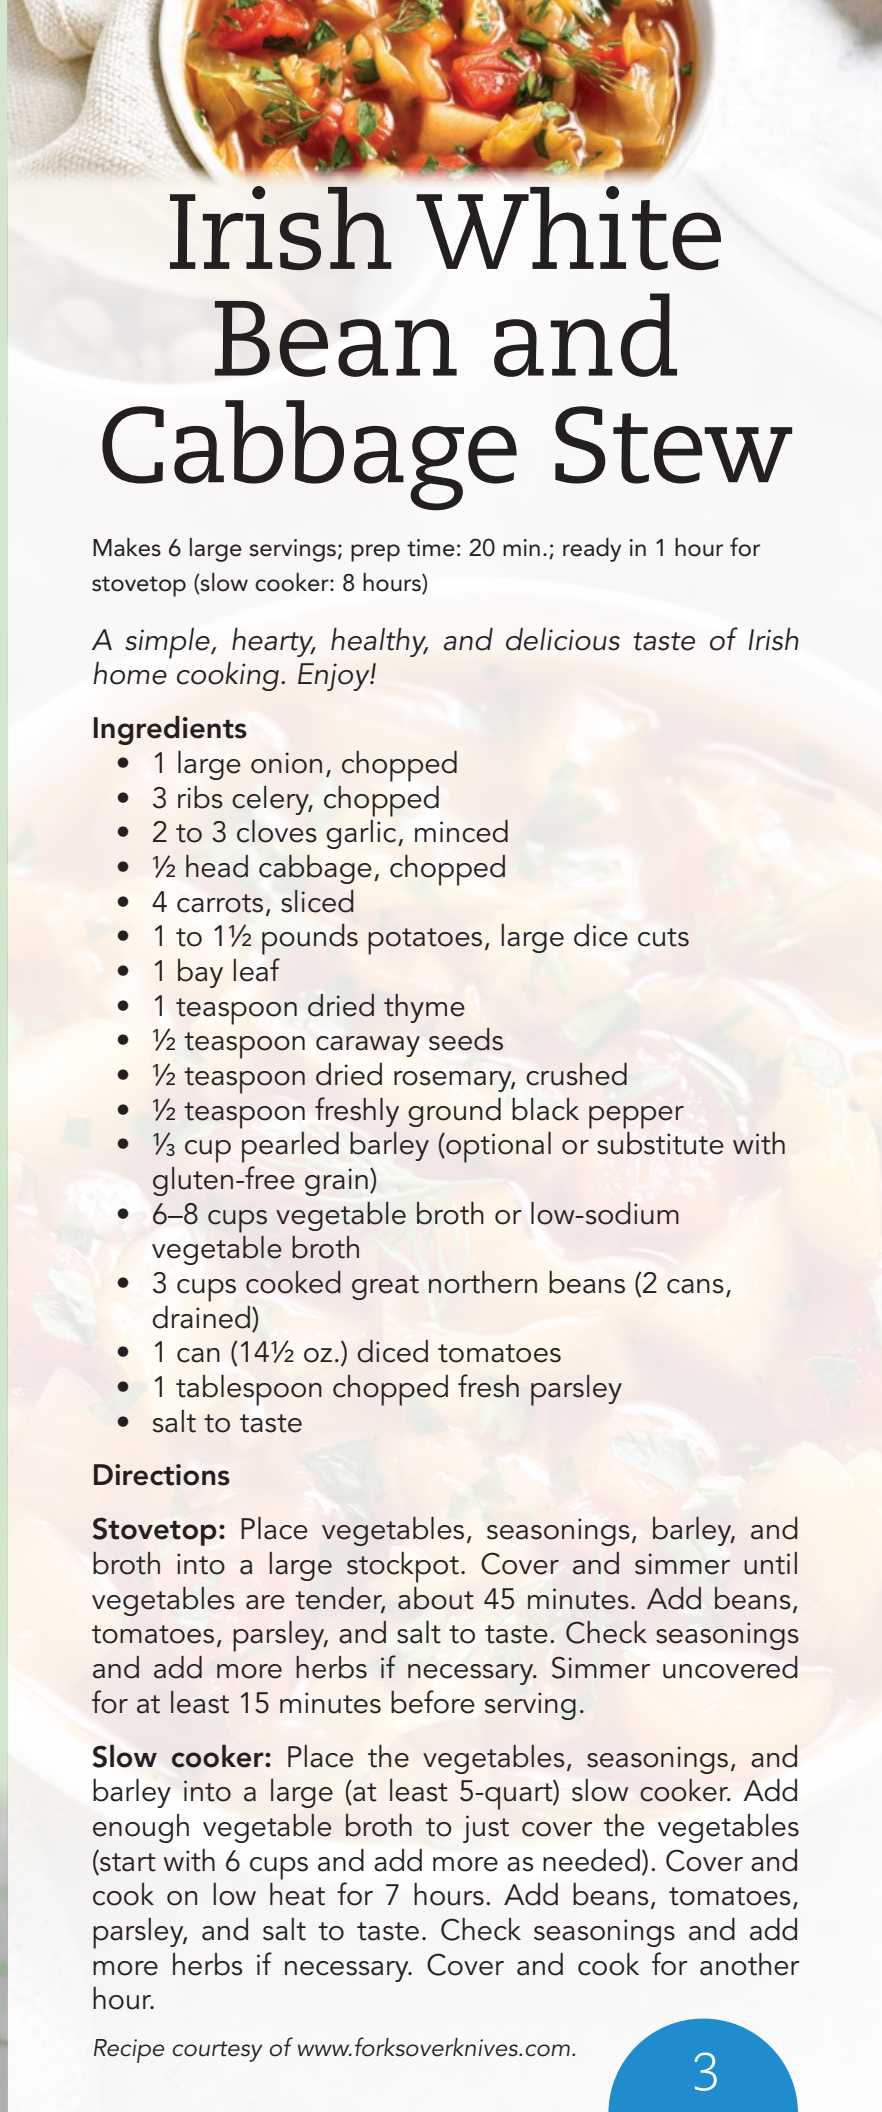 Irish White
Bean and
Cabbage Stew
Makes 6 large servings; prep time: 20 min.; ready in 1 hour for
stovetop (slow cooker: 8 hours)
A simple, hearty, healthy, and delicious taste of Irish
home cooking. Enjoy!
Ingredients
• 1 large onion, chopped
• 3 ribs celery, chopped
• 2 to 3 cloves garlic, minced
• ½ head cabbage, chopped
• 4 carrots, sliced
• 1 to 1½ pounds potatoes, large dice cuts
• 1 bay leaf
• 1 teaspoon dried thyme
• ½ teaspoon caraway seeds
• ½ teaspoon dried rosemary, crushed
• ½ teaspoon freshly ground black pepper
• ⅓ cup pearled barley (optional or substitute with
gluten-free grain)
• 6–8 cups vegetable broth or low-sodium
vegetable broth
• 3 cups cooked great northern beans (2 cans,
drained)
• 1 can (14½ oz.) diced tomatoes
• 1 tablespoon chopped fresh parsley
• salt to taste
Directions
Stovetop: Place vegetables, seasonings, barley, and
broth into a large stockpot. Cover and simmer until
vegetables are tender, about 45 minutes. Add beans,
tomatoes, parsley, and salt to taste. Check seasonings
and add more herbs if necessary. Simmer uncovered
for at least 15 minutes before serving.
Slow cooker: Place the vegetables, seasonings, and
barley into a large (at least 5-quart) slow cooker. Add
enough vegetable broth to just cover the vegetables
(start with 6 cups and add more as needed). Cover and
cook on low heat for 7 hours. Add beans, tomatoes,
parsley, and salt to taste. Check seasonings and add
more herbs if necessary. Cover and cook for another
hour.
Recipe courtesy of www.forksoverknives.com.
3